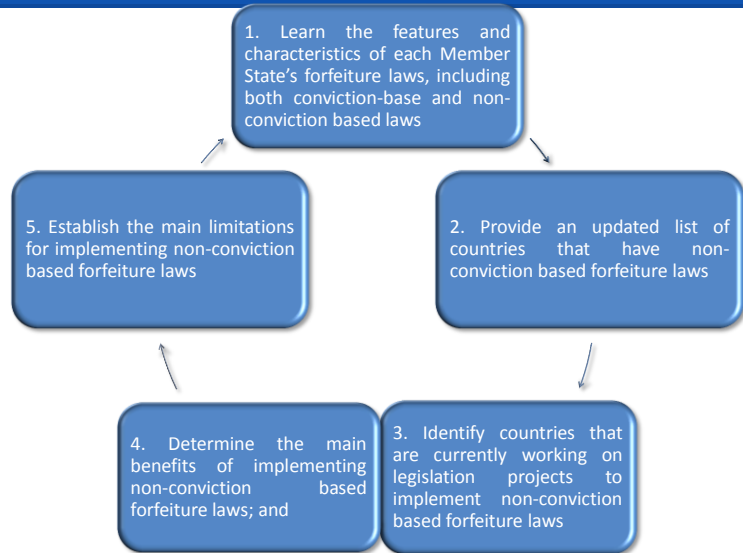 1. Learn the features and
characteristics of each Member
State's forfeiture laws, including
both conviction-base and non-
conviction based laws
2. Provide an updated list of
countries that have non-
conviction based forfeiture laws
3. Identify countries that
are currently working on
legislation projects to
implement non-conviction
based forfeiture laws
4. Determine the main
benefits of implementing
non-conviction based
forfeiture laws; and
5. Establish the main limitations
for implementing non-conviction
based forfeiture laws